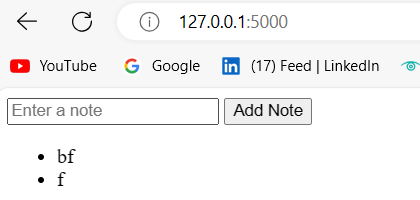 127.0.0.1:5000
YouTube Google (17) Feed | LinkedIn
Enter a note Add Note
bf
f